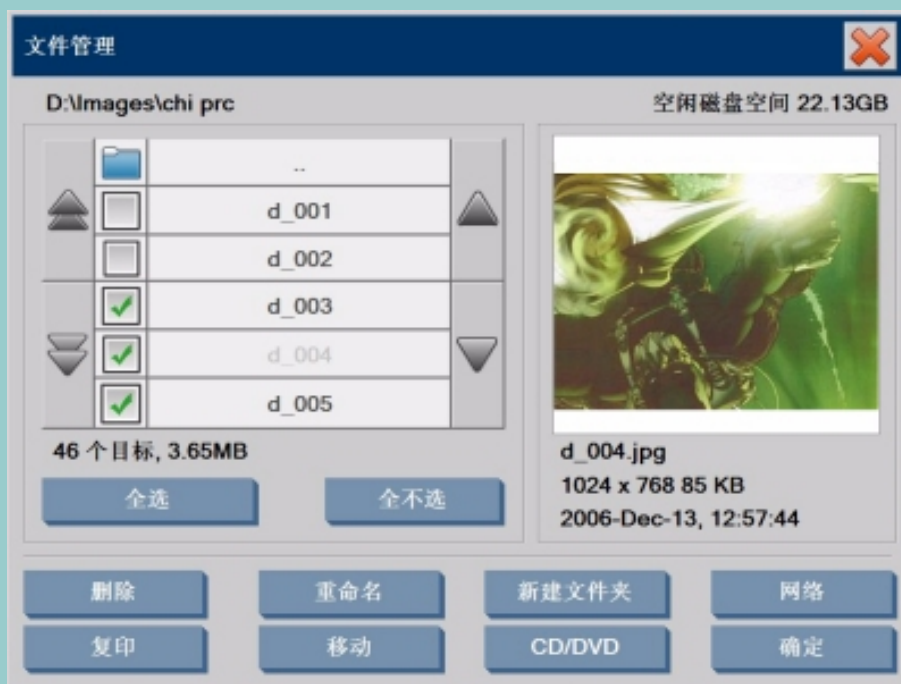 文件管理
D:\Images\chi prc
空闲磁盘空间 22.13GB
..
d_001
d_002
d_003
d_004
d_005
46 个目标, 3.65MB
全选
全不选
d_004.jpg
1024 x 768 85 KB
2006-Dec-13, 12:57:44
删除
重命名
新建文件夹
网络
复印
移动
CD/DVD
确定